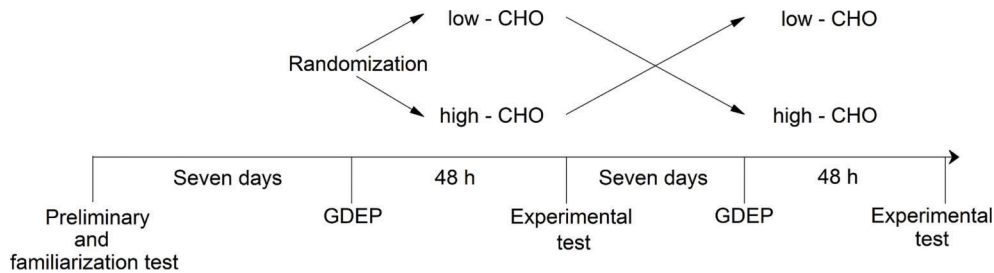 low - CHO
low - CHO
Randomization
high - CHO
high - CHO
Seven days
48 h
Seven days
48 h
Preliminary
and
familiarization test
GDEP
Experimental
test
GDEP
Experimental
test